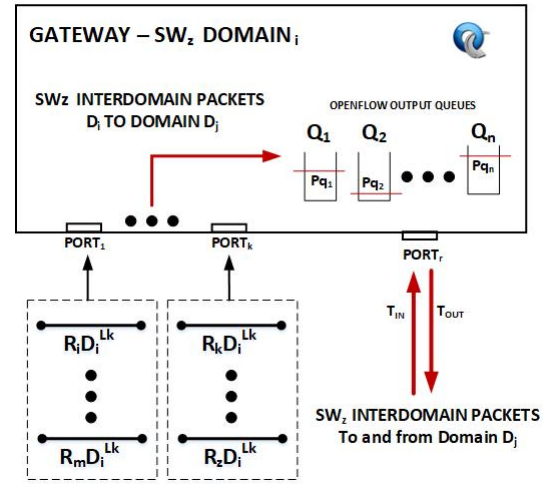 GATEWAY – SWz DOMAIN i
SWz INTERDOMAIN PACKETS
Di TO DOMAIN Dj
OPENFLOW OUTPUT QUEUES
Q1 Q2 Qn
Pq1 Pq2 Pqn
PORT1 PORTk PORTr
TIN TOUT
RiDiLk RkDiLk
RmDiLk RzDiLk
SWz INTERDOMAIN PACKETS
To and from Domain Dj